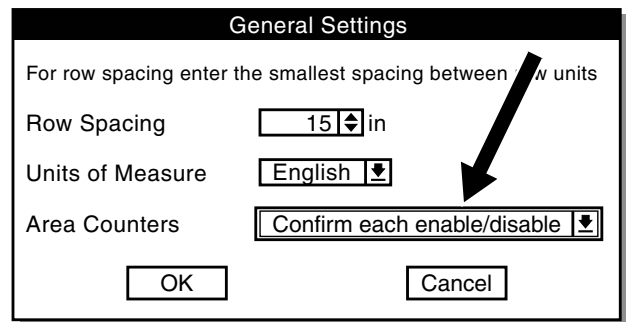 General Settings
For row spacing enter the smallest spacing between units
Row Spacing 15 in
Units of Measure English
Area Counters Confirm each enable/disable
OK Cancel